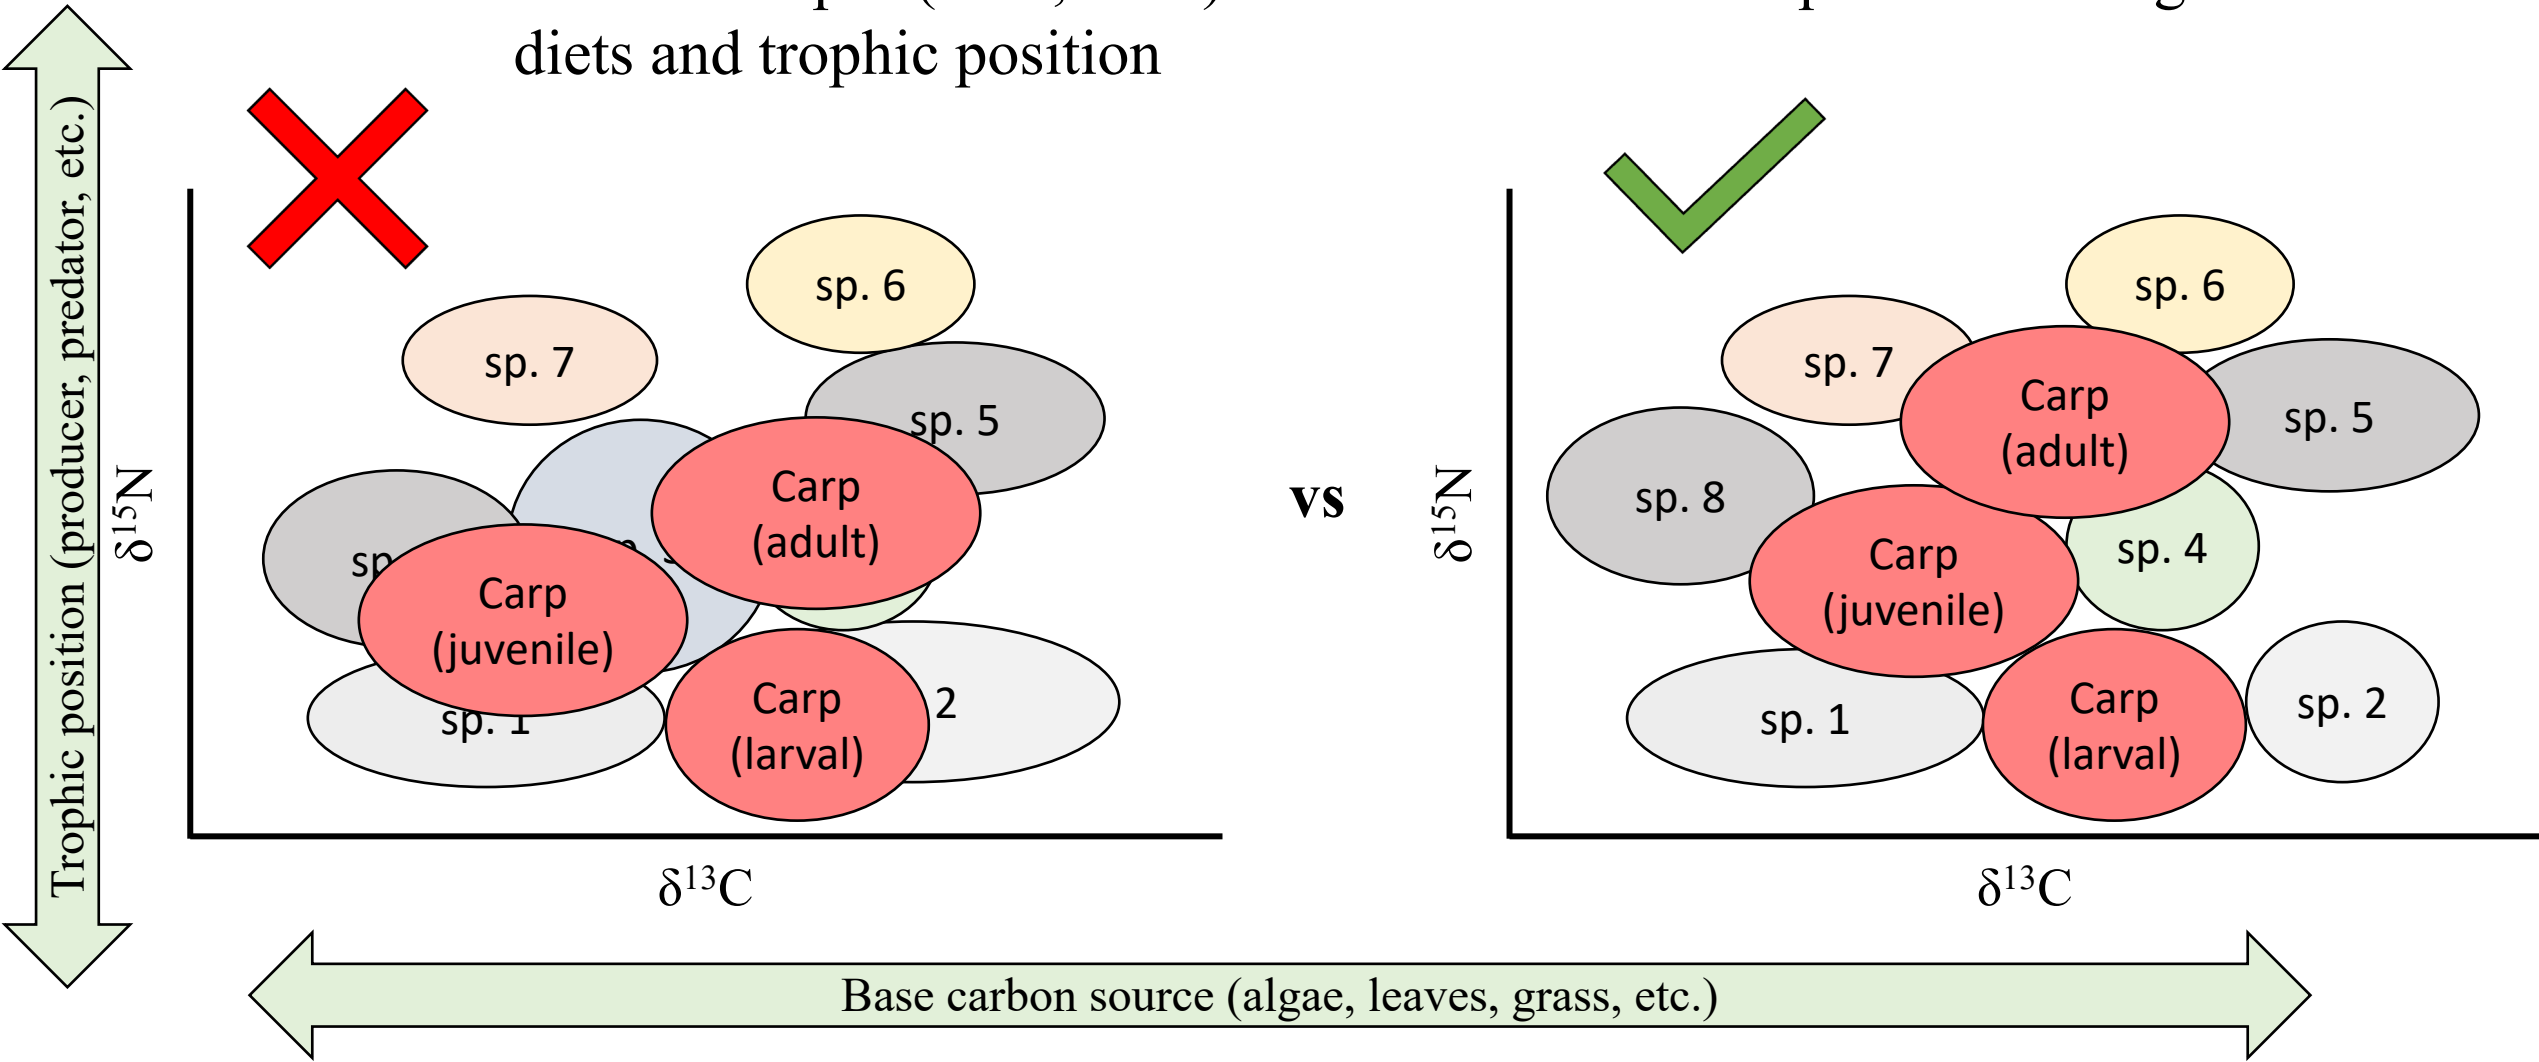 diets and trophic position
Trophic position (producer, predator, etc.)
δ¹⁵N
sp. 6
sp. 7
sp. 5
Carp
(adult)
sp.
Carp
(juvenile)
sp. 1
Carp
(larval)
2
δ¹³C
vs
δ¹⁵N
sp. 6
sp. 7
Carp
(adult)
sp. 5
sp. 8
Carp
(juvenile)
sp. 4
sp. 1
Carp
(larval)
sp. 2
δ¹³C
Base carbon source (algae, leaves, grass, etc.)